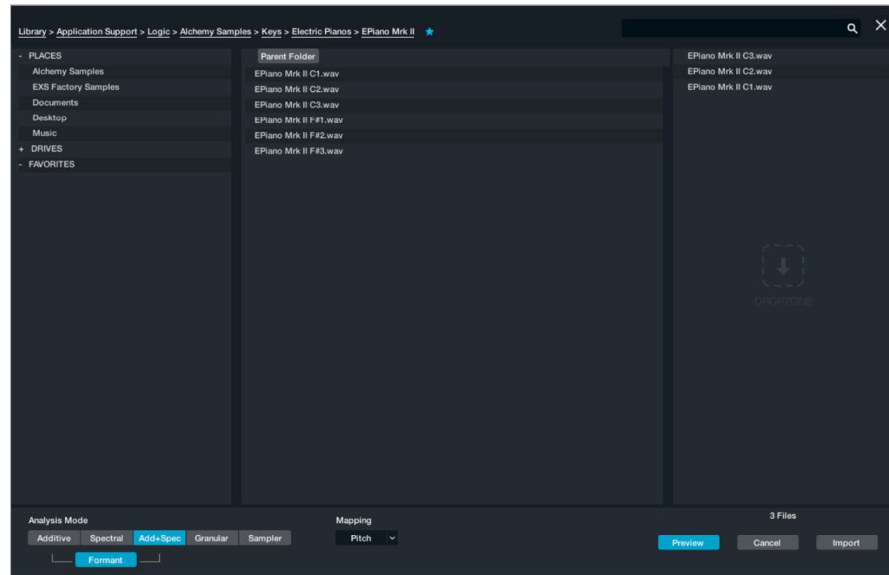 Library > Application Support > Logic > Alchemy Samples > Keys > Electric Pianos > EPiano Mrk II
- PLACES
Alchemy Samples
EXS Factory Samples
Documents
Desktop
Music
+ DRIVES
- FAVORITES
Parent Folder
EPiano Mrk II C1.wav
EPiano Mrk II C2.wav
EPiano Mrk II C3.wav
EPiano Mrk II F#1.wav
EPiano Mrk II F#2.wav
EPiano Mrk II F#3.wav
EPiano Mrk II C3.wav
EPiano Mrk II C2.wav
EPiano Mrk II C1.wav
DROPZONE
3 Files
Analysis Mode
Additive Spectral Add+Spec Granular Sampler
Formant
Mapping
Pitch
Preview Cancel Import